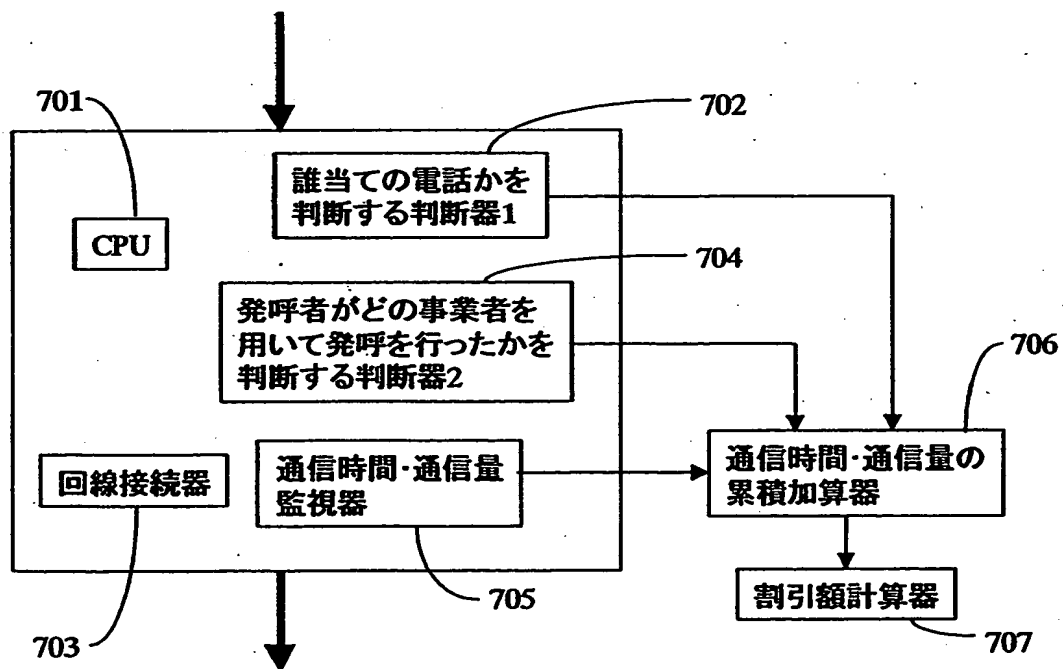 701
702
誰当ての電話かを
判断する判断器1
CPU
704
発呼者がどの事業者を
用いて発呼を行ったかを
判断する判断器2
706
回線接続器
通信時間・通信量
監視器
通信時間・通信量の
累積加算器
705
割引額計算器
703
707